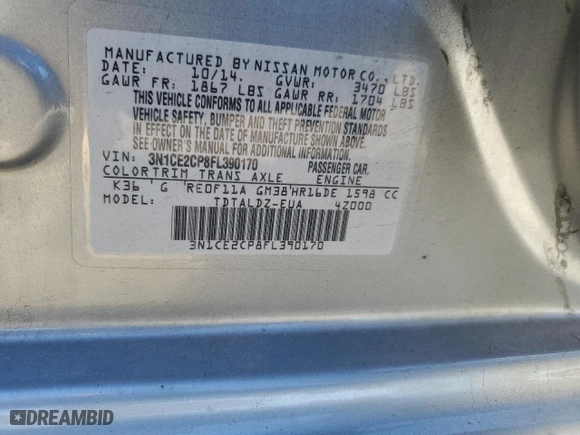 MANUFACTURED BY NISSAN MOTOR CO., LTD.
DATE: 10/14. GVWR: 3470 LBS
GAWR FR: 1867 LBS GAWR RR: 1704 LBS
THIS VEHICLE CONFORMS TO ALL APPLICABLE FEDERAL MOTOR
VEHICLE SAFETY, BUMPER AND THEFT PREVENTION STANDARDS
IN EFFECT ON THE DATE OF MANUFACTURE SHOWN ABOVE.
SEE OWNER'S MANUAL FOR ADDITIONAL INFORMATION.
VIN: 3N1CE2CP8FL390170 PASSENGER CAR.
COLOR TRIM TRANS AXLE ENGINE
K36 ' G 'RE0F11A GM38'HR16DE 1598 CC
MODEL: TDTALDZ-EUA 4Z000
3N1CE2CP8FL390170
DREAMBID